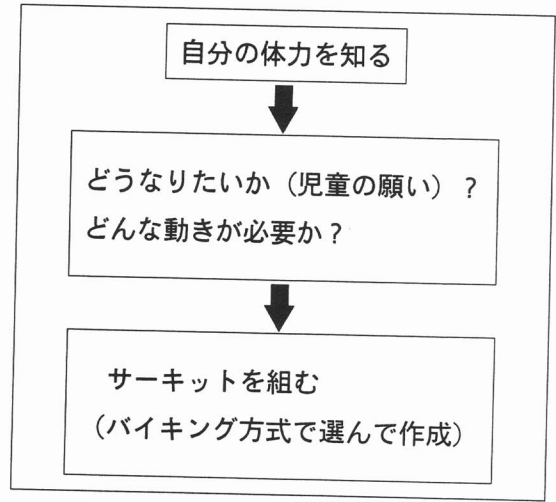 自分の体力を知る
どうなりたいか（児童の願い）？
どんな動きが必要か？
サーキットを組む
（バイキング方式で選んで作成）